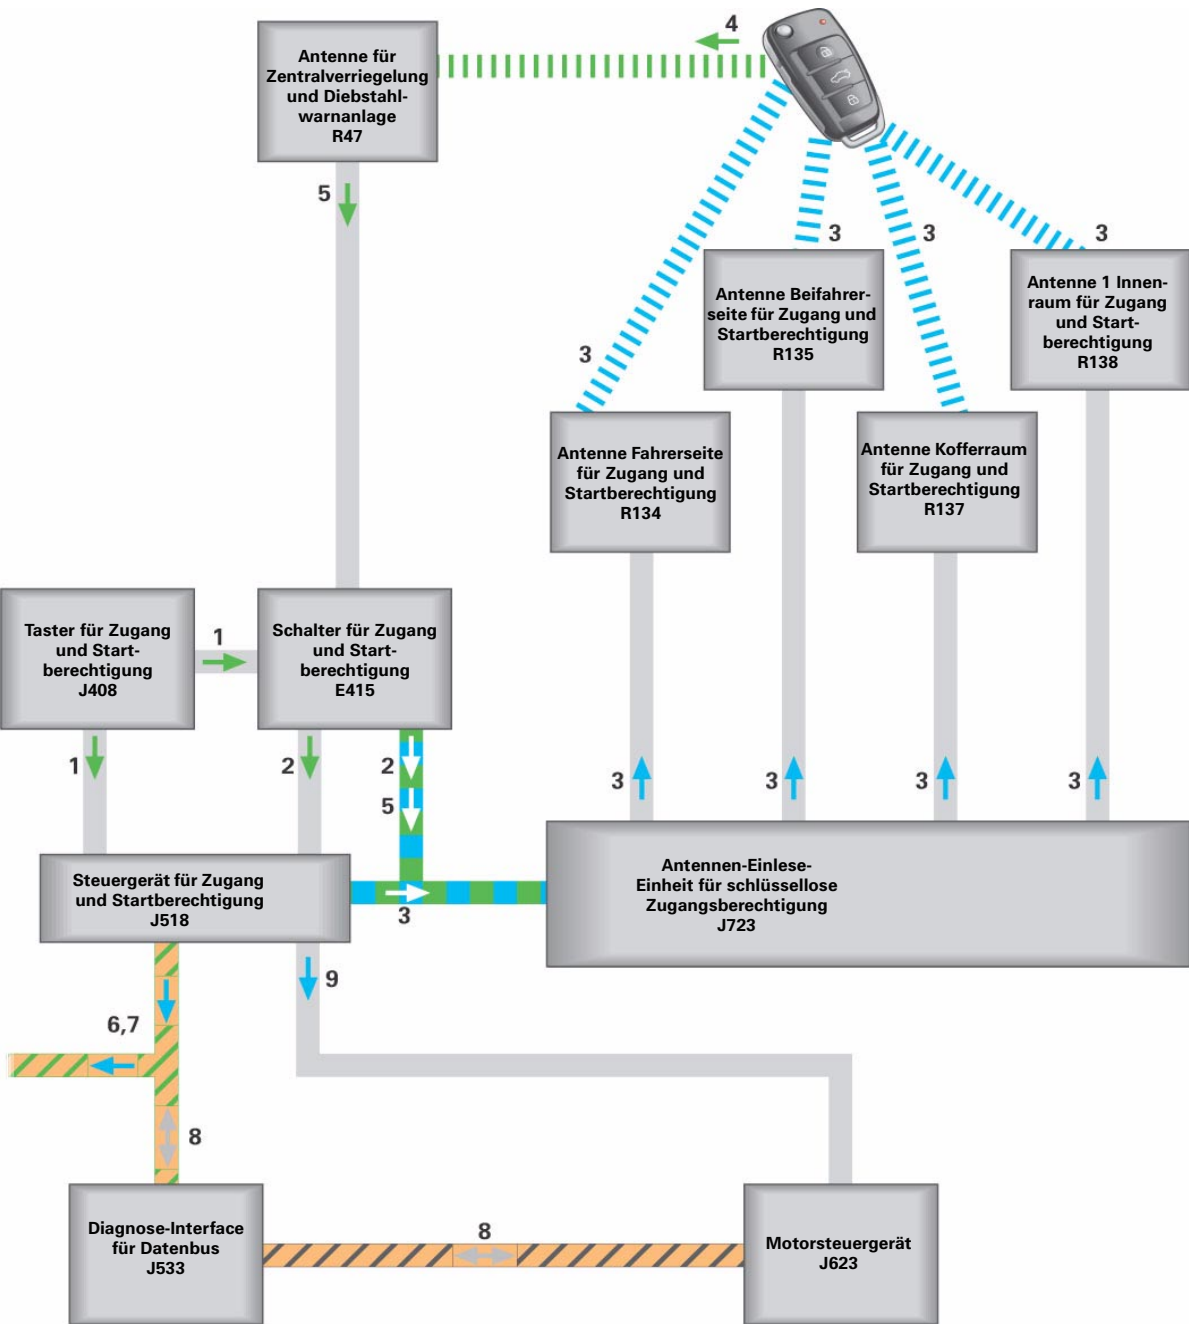 4
Antenne für
Zentralverriegelung
und Diebstahl-
warnanlage
R47
5
3
3
3
3
Antenne Beifahrer-
seite für Zugang und
Startberechtigung
R135
Antenne 1 Innen-
raum für Zugang
und Start-
berechtigung
R138
Antenne Fahrerseite
für Zugang und
Startberechtigung
R134
Antenne Kofferraum
für Zugang und
Startberechtigung
R137
Taster für Zugang
und Start-
berechtigung
J408
1
Schalter für Zugang
und Start-
berechtigung
E415
1
2
2
5
3
3
3
3
Steuergerät für Zugang
und Startberechtigung
J518
3
Antennen-Einlese-
Einheit für schlüssellose
Zugangsberechtigung
J723
9
6,7
8
Diagnose-Interface
für Datenbus
J533
8
Motorsteuergerät
J623